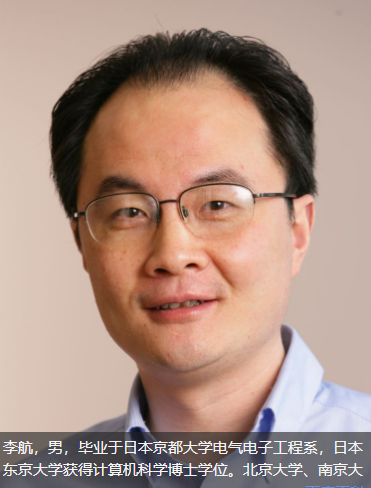 李航，男，毕业于日本京都大学电气电子工程系，日本
东京大学获得计算机科学博士学位。北京大学、南京大